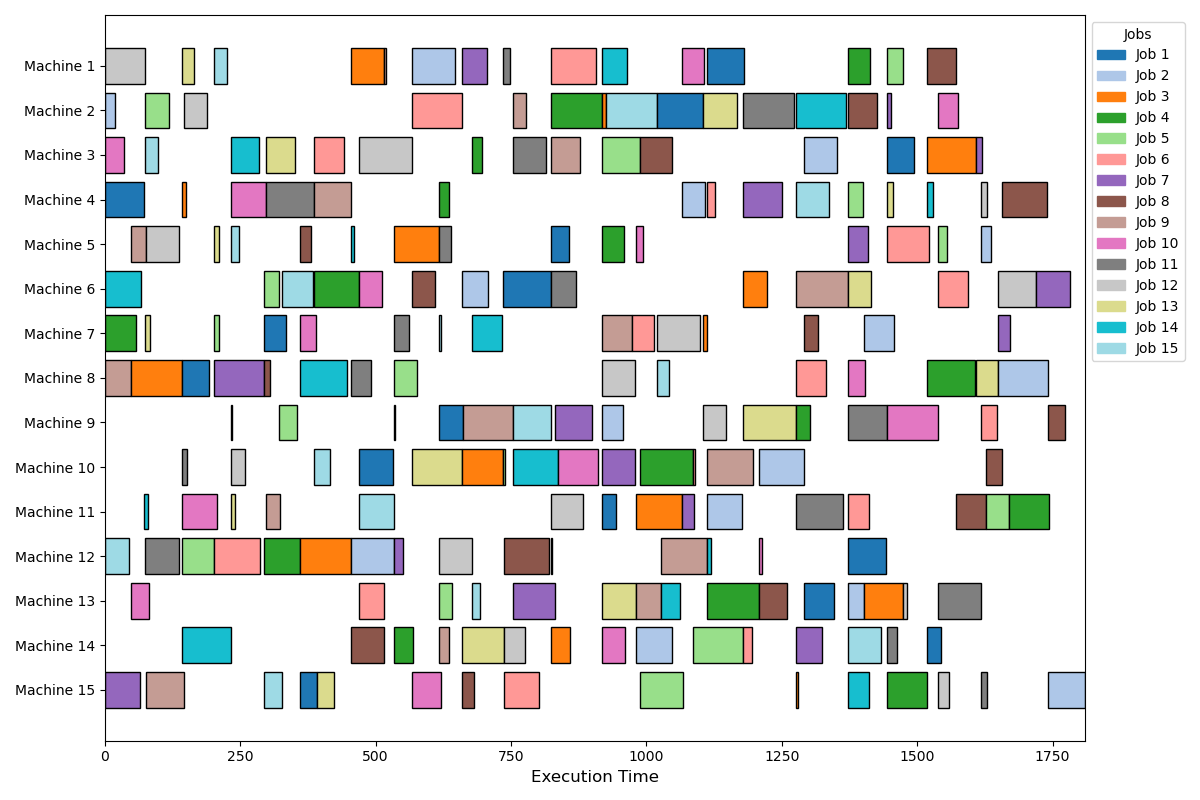 Jobs
Job 1
Job 2
Job 3
Job 4
Job 5
Job 6
Job 7
Job 8
Job 9
Job 10
Job 11
Job 12
Job 13
Job 14
Job 15
Machine 1
Machine 2
Machine 3
Machine 4
Machine 5
Machine 6
Machine 7
Machine 8
Machine 9
Machine 10
Machine 11
Machine 12
Machine 13
Machine 14
Machine 15
0 250 500 750 1000 1250 1500 1750
Execution Time